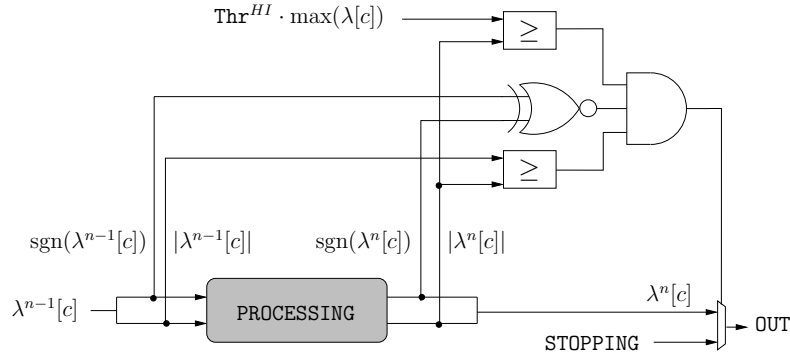 Thr^{HI} · max(λ[c])
≥
≥
sgn(λ^{n−1}[c]) |λ^{n−1}[c]| sgn(λ^n[c]) |λ^n[c]|
λ^{n−1}[c] PROCESSING λ^n[c]
OUT
STOPPING